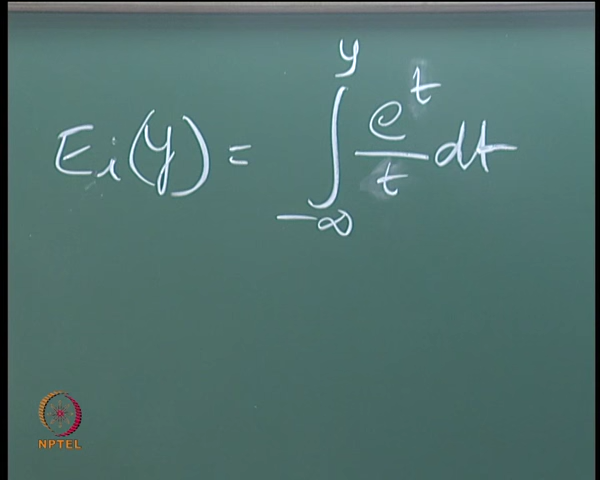 Ei(y) = ∫_{-∞}^{y} e^t/t dt
NPTEL